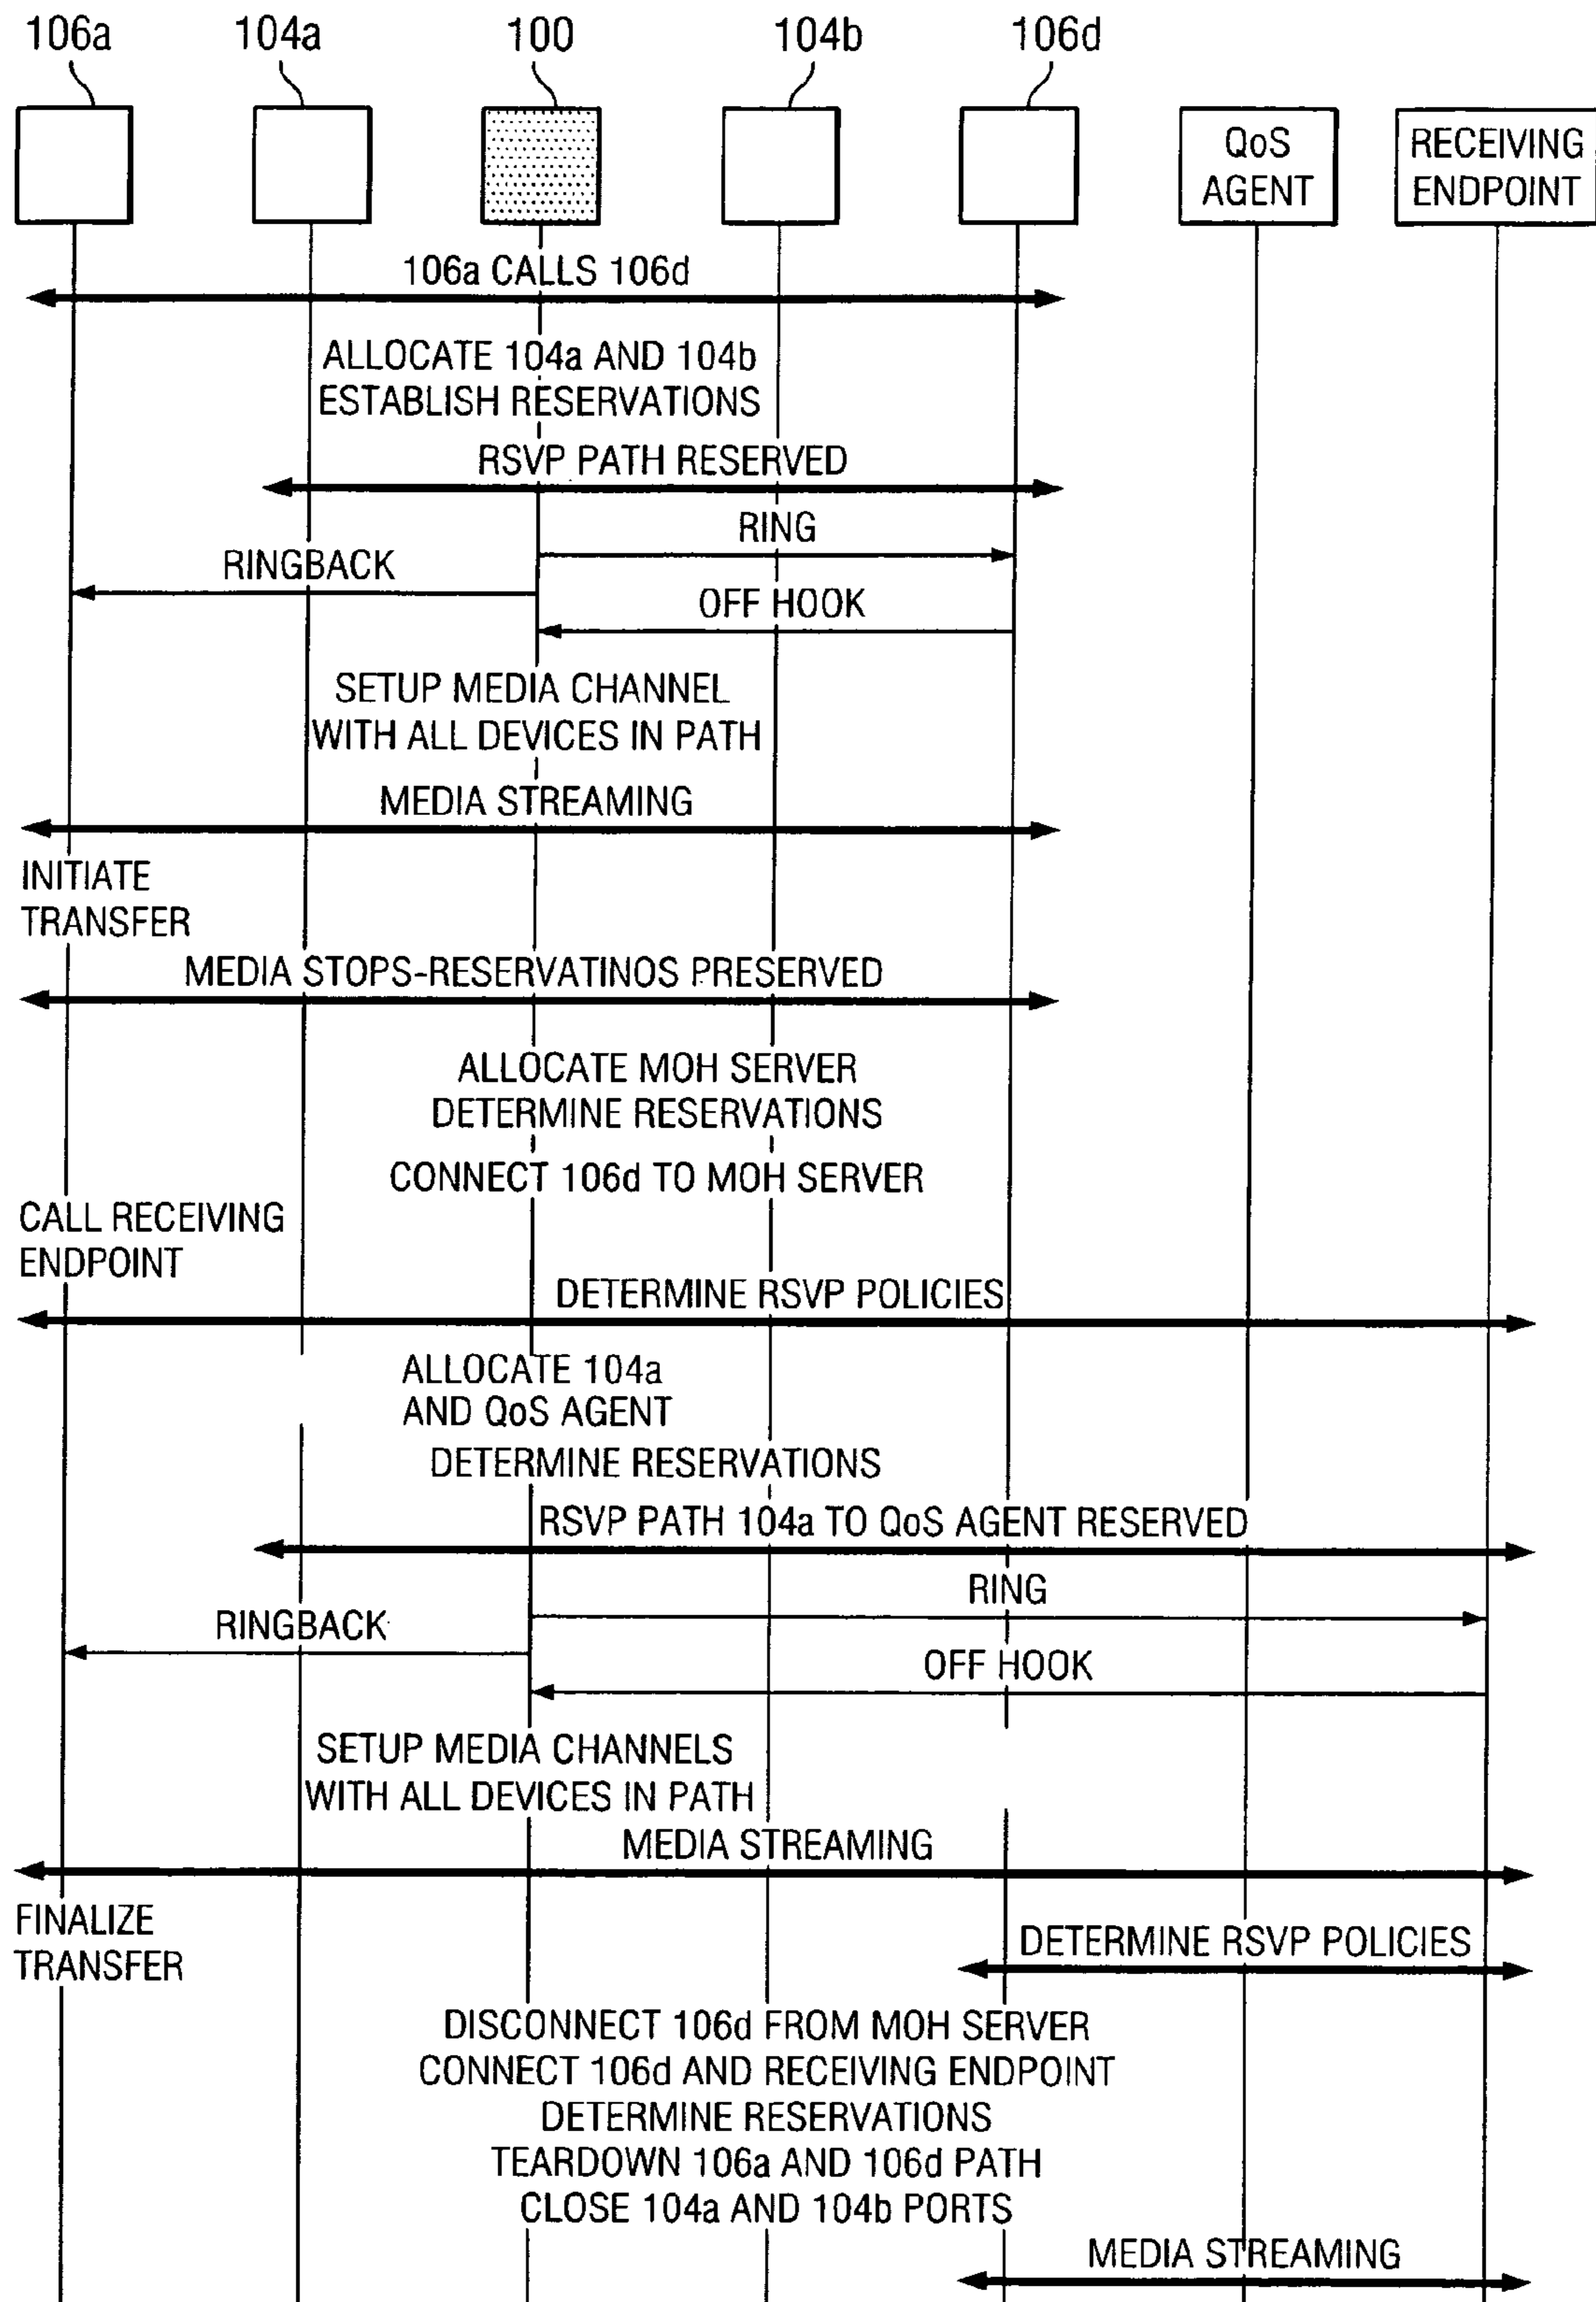 106a 104a 100 104b 106d
QoS AGENT
RECEIVING ENDPOINT
106a CALLS 106d
ALLOCATE 104a AND 104b
ESTABLISH RESERVATIONS
RSVP PATH RESERVED
RING
RINGBACK
OFF HOOK
SETUP MEDIA CHANNEL
WITH ALL DEVICES IN PATH
MEDIA STREAMING
INITIATE
TRANSFER
MEDIA STOPS-RESERVATINOS PRESERVED
ALLOCATE MOH SERVER
DETERMINE RESERVATIONS
CONNECT 106d TO MOH SERVER
CALL RECEIVING
ENDPOINT
DETERMINE RSVP POLICIES
ALLOCATE 104a
AND QoS AGENT
DETERMINE RESERVATIONS
RSVP PATH 104a TO QoS AGENT RESERVED
RING
RINGBACK
OFF HOOK
SETUP MEDIA CHANNELS
WITH ALL DEVICES IN PATH
MEDIA STREAMING
FINALIZE
TRANSFER
DETERMINE RSVP POLICIES
DISCONNECT 106d FROM MOH SERVER
CONNECT 106d AND RECEIVING ENDPOINT
DETERMINE RESERVATIONS
TEARDOWN 106a AND 106d PATH
CLOSE 104a AND 104b PORTS
MEDIA STREAMING